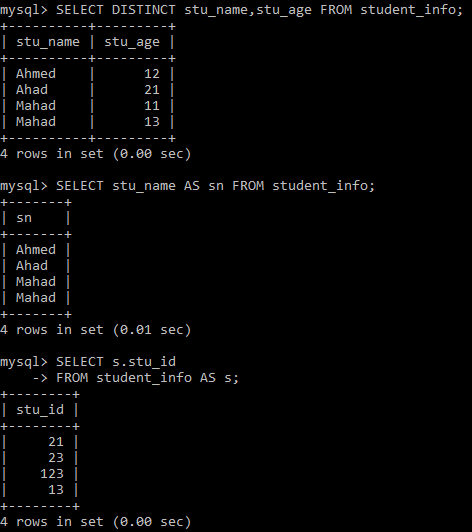 mysql> SELECT DISTINCT stu_name,stu_age FROM student_info;
+----------+---------+
| stu_name | stu_age |
+----------+---------+
| Ahmed    |      12 |
| Ahad     |      21 |
| Mahad    |      11 |
| Mahad    |      13 |
+----------+---------+
4 rows in set (0.00 sec)

mysql> SELECT stu_name AS sn FROM student_info;
+-------+
| sn    |
+-------+
| Ahmed |
| Ahad  |
| Mahad |
| Mahad |
+-------+
4 rows in set (0.01 sec)

mysql> SELECT s.stu_id
    -> FROM student_info AS s;
+--------+
| stu_id |
+--------+
|     21 |
|     23 |
|    123 |
|     13 |
+--------+
4 rows in set (0.00 sec)